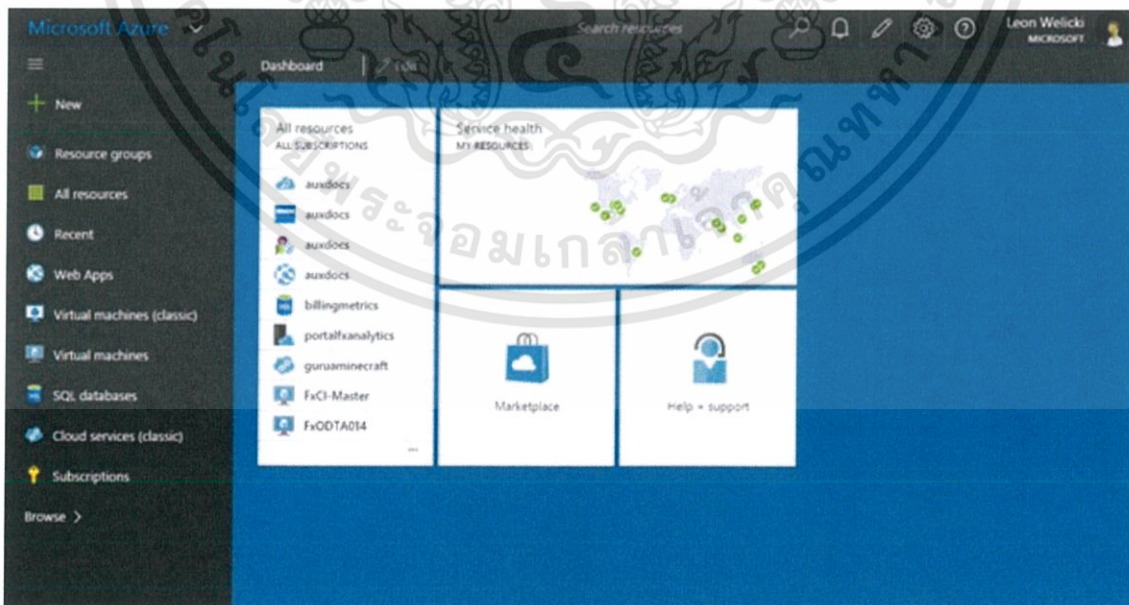 Microsoft Azure
Search resources
Leon Welicki
MICROSOFT
Dashboard
Edit
New
Resource groups
All resources
Recent
Web Apps
Virtual machines (classic)
Virtual machines
SQL databases
Cloud services (classic)
Subscriptions
Browse >
All resources
ALL SUBSCRIPTIONS
auxdocs
auxdocs
auxdocs
auxdocs
billingmetrics
portalfxanalytics
guruaminecraft
FxCI-Master
FxODTA014
...
Service health
MY RESOURCES
Marketplace
Help + support